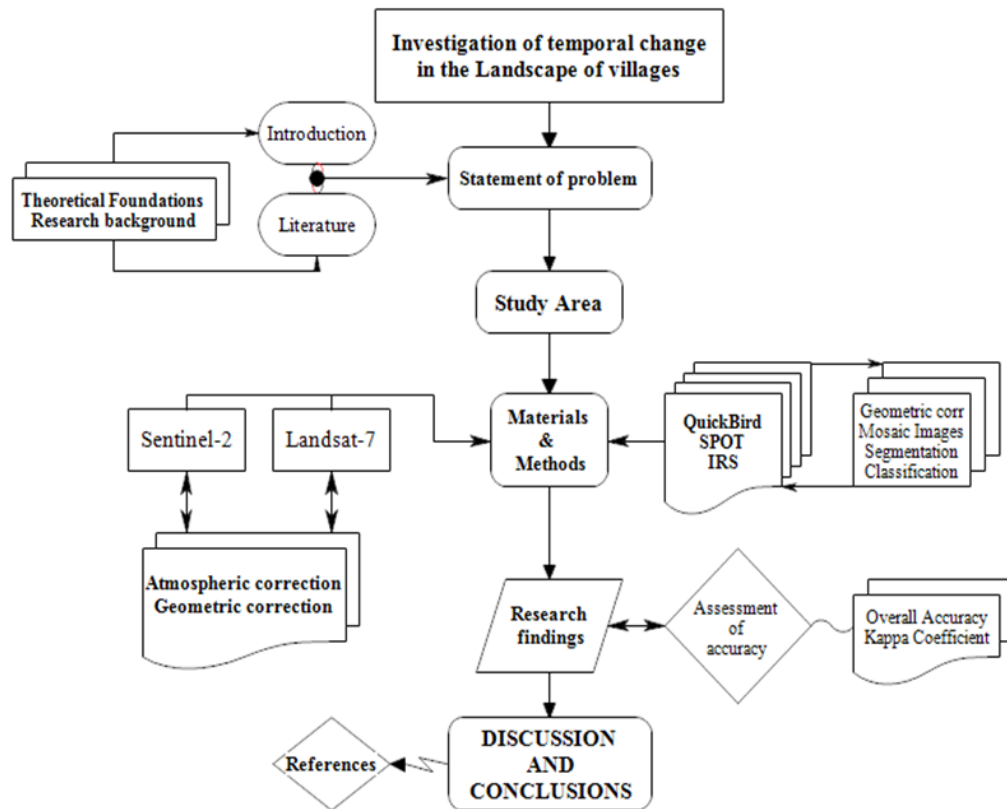 Investigation of temporal change
in the Landscape of villages
Introduction
Theoretical Foundations
Research background
Literature
Statement of problem
Study Area
Sentinel-2
Landsat-7
Materials
&
Methods
QuickBird
SPOT
IRS
Geometric corr
Mosaic Images
Segmentation
Classification
Atmospheric correction
Geometric correction
Research
findings
Assessment
of
accuracy
Overall Accuracy
Kappa Coefficient
References
DISCUSSION
AND
CONCLUSIONS